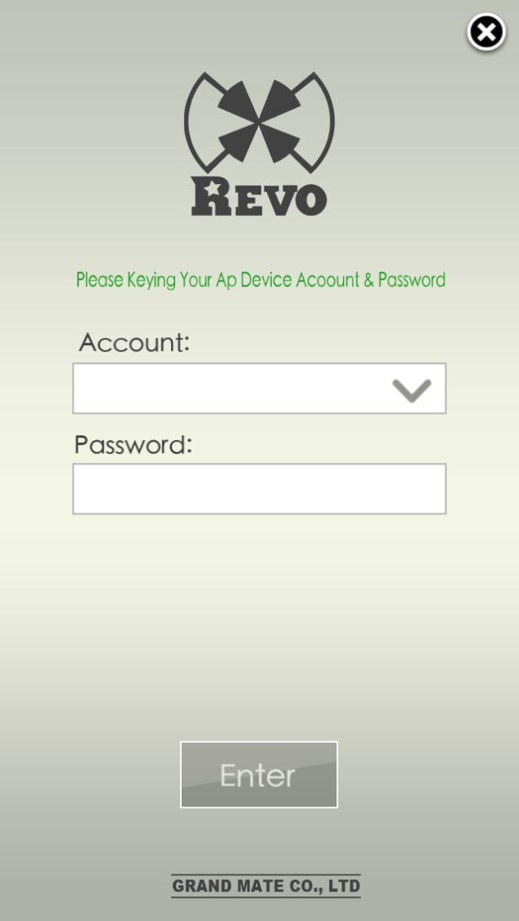 REVO
Please Keying Your Ap Device Acoount & Password
Account:
Password:
Enter
GRAND MATE CO., LTD